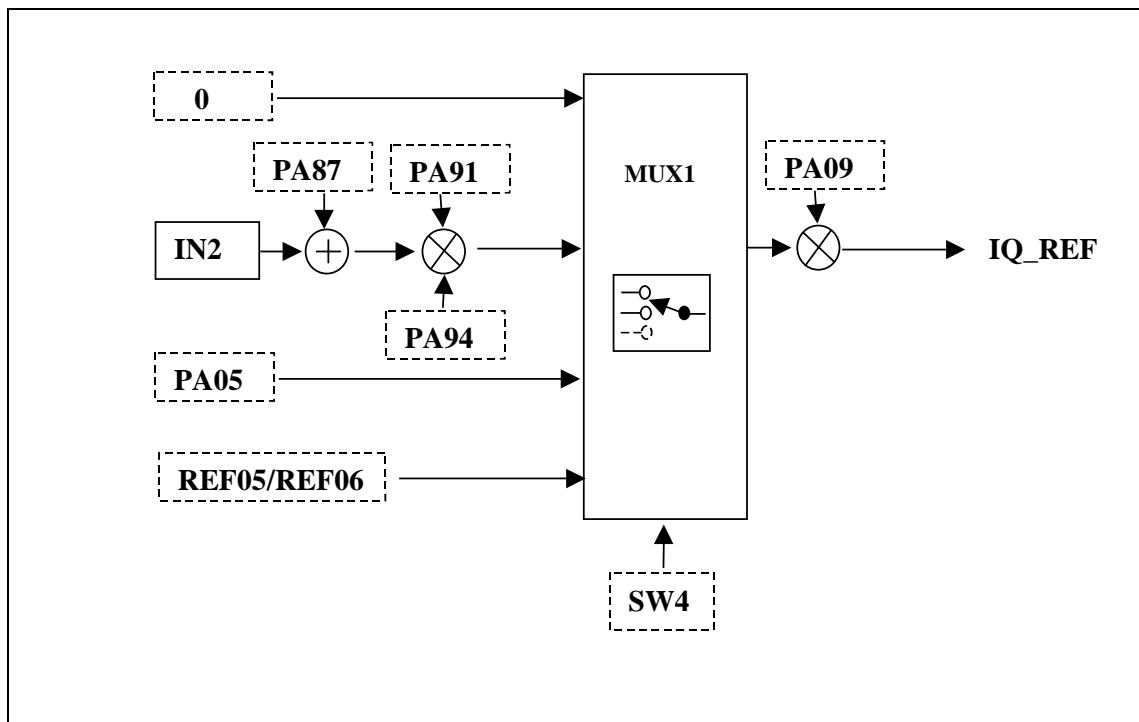 0
PA87
PA91
MUX1
PA09
IN2
IQ_REF
PA94
PA05
REF05/REF06
SW4